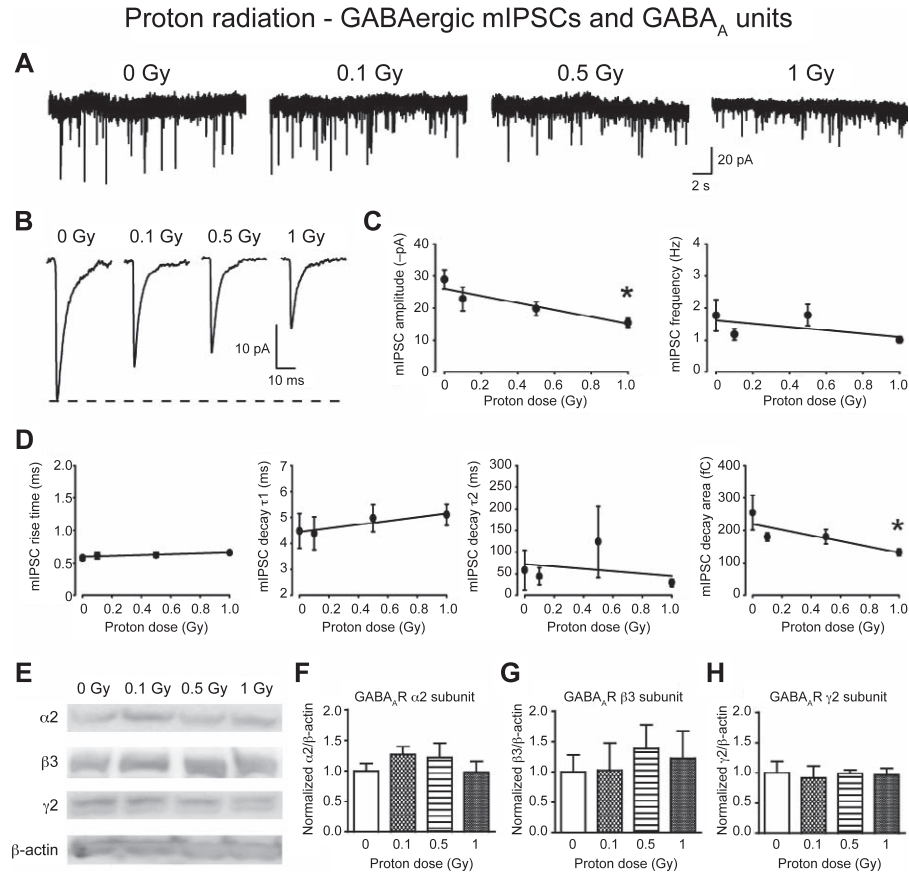 Proton radiation - GABAergic mIPSCs and GABA_A units
A
0 Gy
0.1 Gy
0.5 Gy
1 Gy
20 pA
2 s
B
0 Gy
0.1 Gy
0.5 Gy
1 Gy
10 pA
10 ms
C
mIPSC amplitude (–pA)
40
30
20
10
0
0
0.2
0.4
0.6
0.8
1.0
Proton dose (Gy)
*
mIPSC frequency (Hz)
4
3
2
1
0
0
0.2
0.4
0.6
0.8
1.0
Proton dose (Gy)
D
mIPSC rise time (ms)
2.0
1.5
1.0
0.5
0.0
0
0.2
0.4
0.6
0.8
1.0
Proton dose (Gy)
mIPSC decay τ1 (ms)
7
6
5
4
3
2
0
0.2
0.4
0.6
0.8
1.0
Proton dose (Gy)
mIPSC decay τ2 (ms)
300
250
200
150
100
50
0
0
0.2
0.4
0.6
0.8
1.0
Proton dose (Gy)
mIPSC decay area (fC)
400
300
200
100
0
0
0.2
0.4
0.6
0.8
1.0
Proton dose (Gy)
*
E
0 Gy
0.1 Gy
0.5 Gy
1 Gy
α2
β3
γ2
β-actin
F
GABA_AR α2 subunit
Normalized α2/β-actin
2.0
1.5
1.0
0.5
0.0
0
0.1
0.5
1
Proton dose (Gy)
G
GABA_AR β3 subunit
Normalized β3/β-actin
2.0
1.5
1.0
0.5
0.0
0
0.1
0.5
1
Proton dose (Gy)
H
GABA_AR γ2 subunit
Normalized γ2/β-actin
2.0
1.5
1.0
0.5
0.0
0
0.1
0.5
1
Proton dose (Gy)